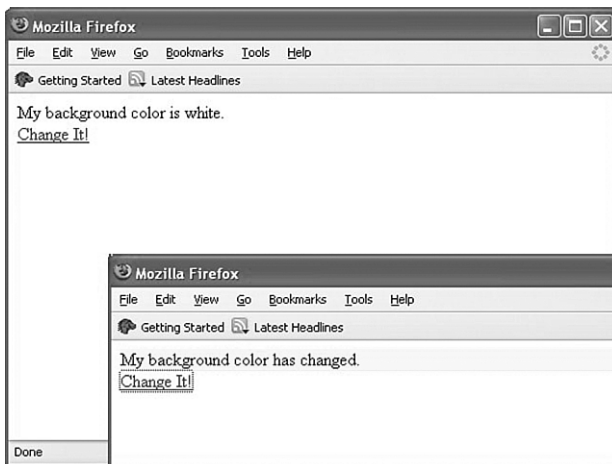 Mozilla Firefox
File Edit View Go Bookmarks Tools Help
Getting Started Latest Headlines
My background color is white.
Change It!
Mozilla Firefox
File Edit View Go Bookmarks Tools Help
Getting Started Latest Headlines
My background color has changed.
Change It!
Done